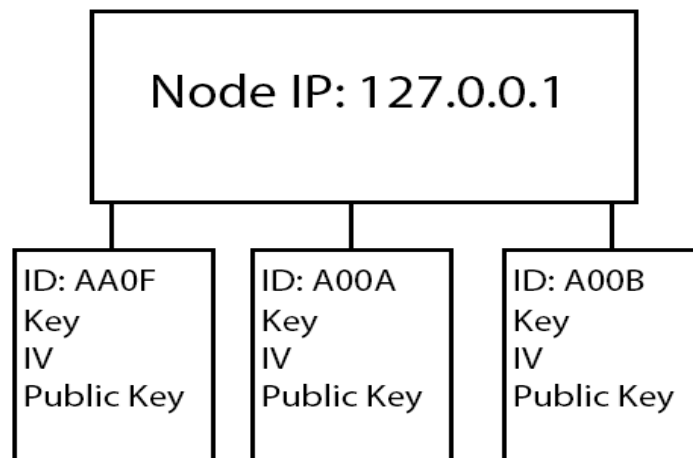 Node IP: 127.0.0.1
ID: AA0F
Key
IV
Public Key
ID: A00A
Key
IV
Public Key
ID: A00B
Key
IV
Public Key